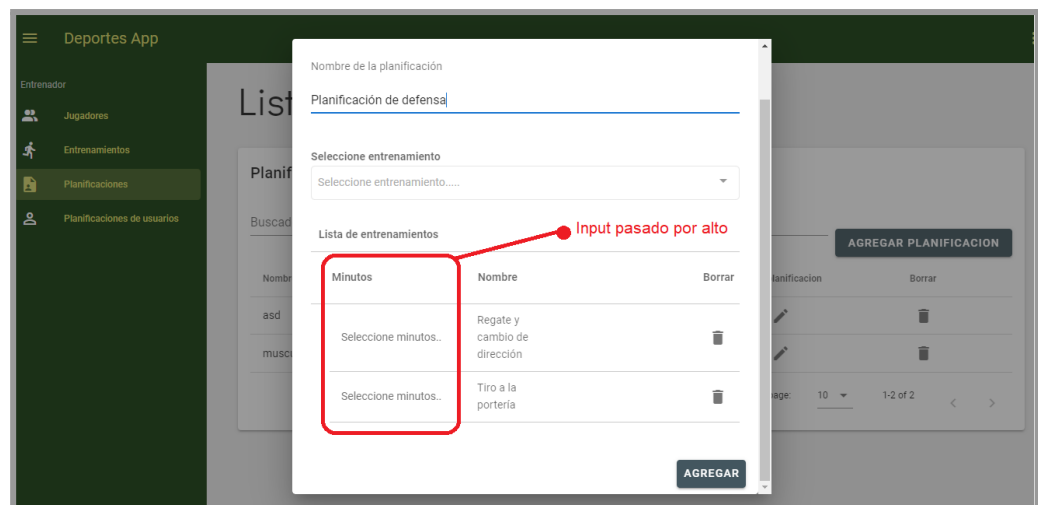 Deportes App
Entrenador
Jugadores
Entrenamientos
Planificaciones
Planificaciones de usuarios
List
Planif
Buscad
AGREGAR PLANIFICACION
Nombr
lanificacion
Borrar
asd
muscu
page:
10
1-2 of 2
Nombre de la planificación
Planificación de defensa
Seleccione entrenamiento
Seleccione entrenamiento.....
Lista de entrenamientos
Input pasado por alto
Minutos
Nombre
Borrar
Seleccione minutos..
Regate y
cambio de
dirección
Seleccione minutos..
Tiro a la
portería
AGREGAR